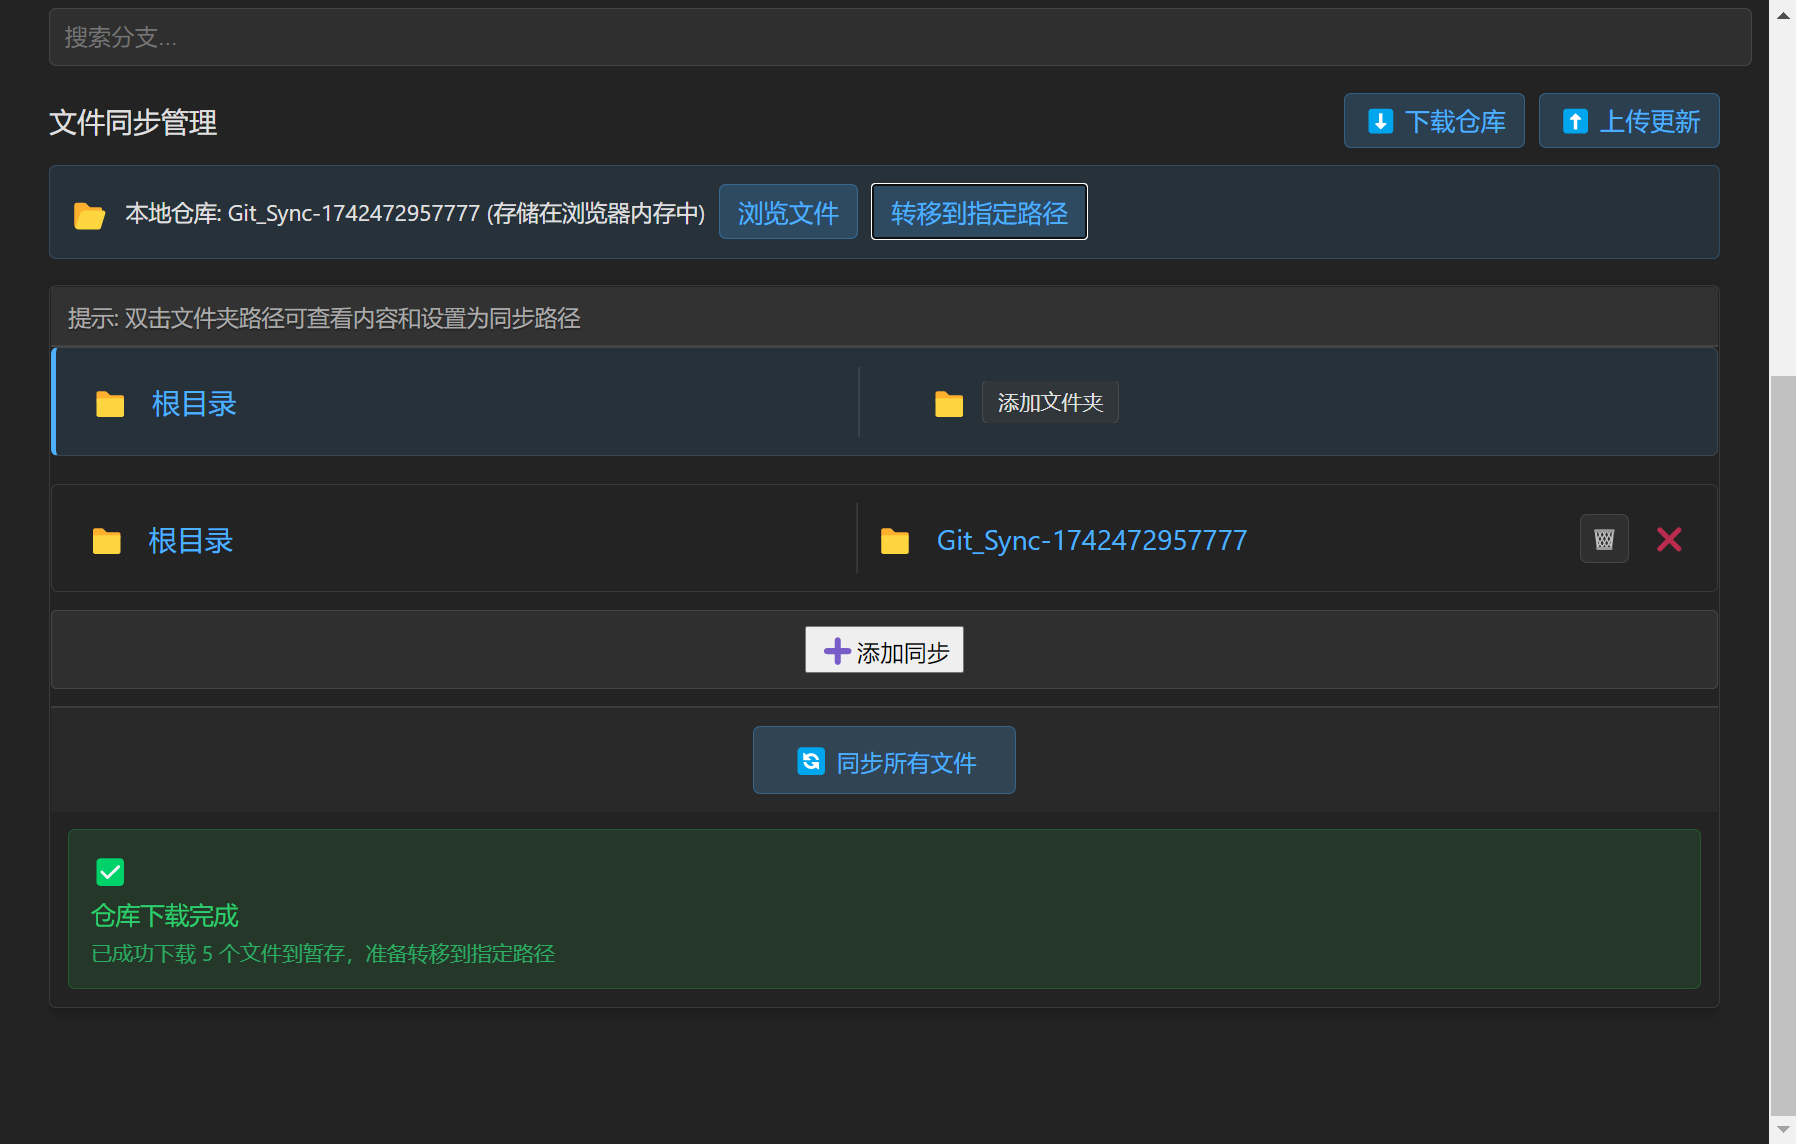 搜索分支...
文件同步管理
下载仓库
上传更新
本地仓库: Git_Sync-1742472957777 (存储在浏览器内存中)
浏览文件
转移到指定路径
提示: 双击文件夹路径可查看内容和设置为同步路径
根目录
添加文件夹
根目录
Git_Sync-1742472957777
添加同步
同步所有文件
仓库下载完成
已成功下载 5 个文件到暂存，准备转移到指定路径